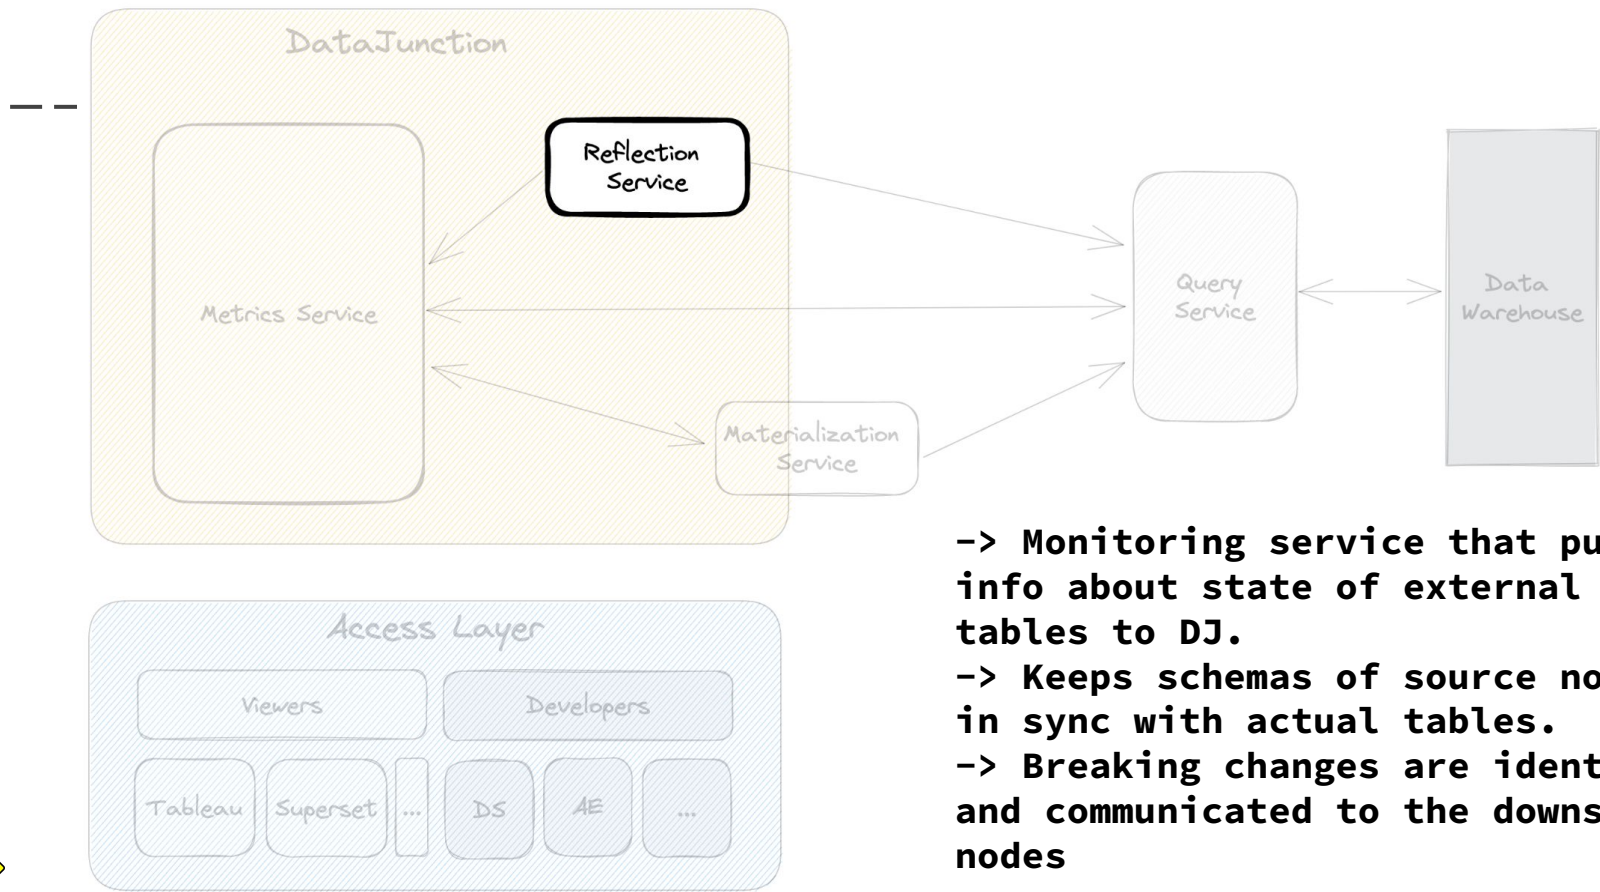 DataJunction
Reflection
Service
Metrics Service
Query
Service
Data
Warehouse
Materialization
Service
-> Monitoring service that pu
info about state of external
tables to DJ.
-> Keeps schemas of source no
in sync with actual tables.
-> Breaking changes are ident
and communicated to the downs
nodes
Access Layer
Viewers
Developers
Tableau
Superset
...
DS
AE
...